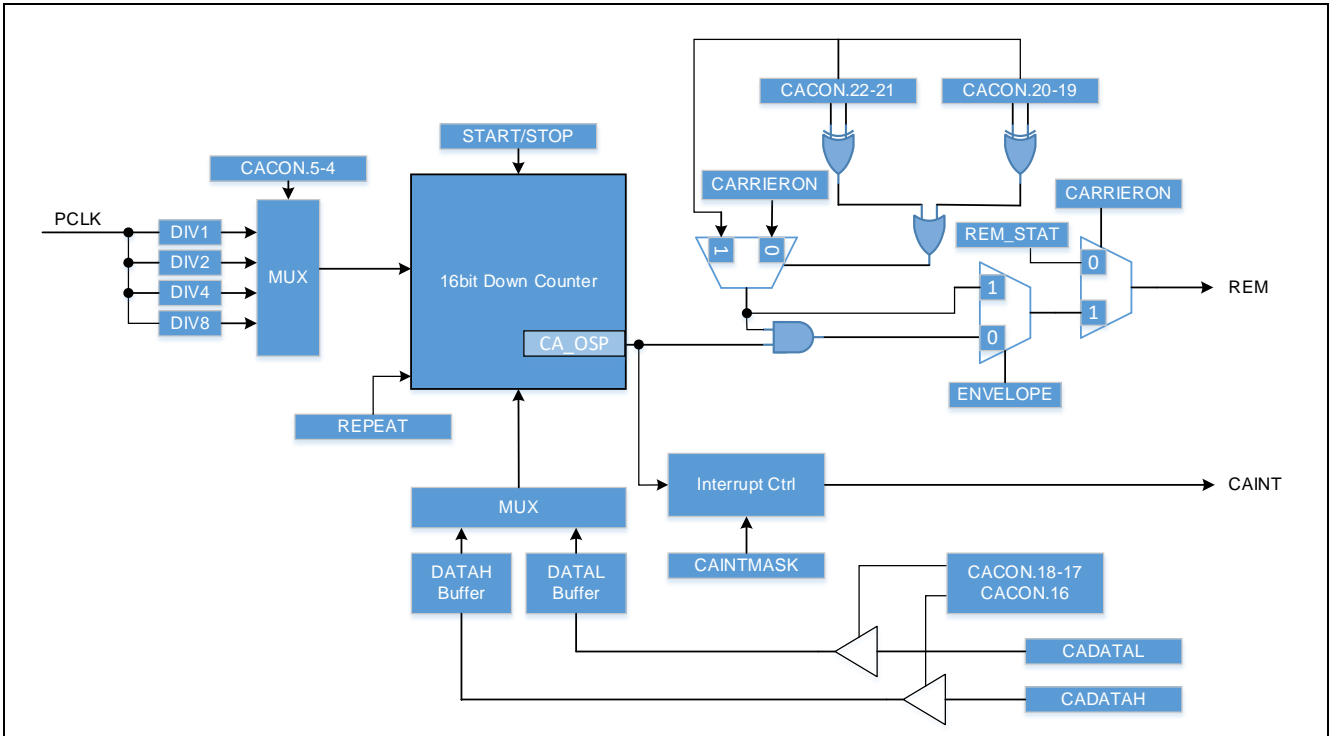 CACON.22-21
CACON.20-19
START/STOP
CACON.5-4
CARRIERON
CARRIERON
PCLK
DIV1
DIV2
DIV4
DIV8
MUX
16bit Down Counter
CA_OSP
1
0
REM_STAT
0
1
1
0
REM
ENVELOPE
REPEAT
MUX
Interrupt Ctrl
CAINT
DATAH
Buffer
DATAL
Buffer
CAINTMASK
CACON.18-17
CACON.16
CADATAL
CADATAH